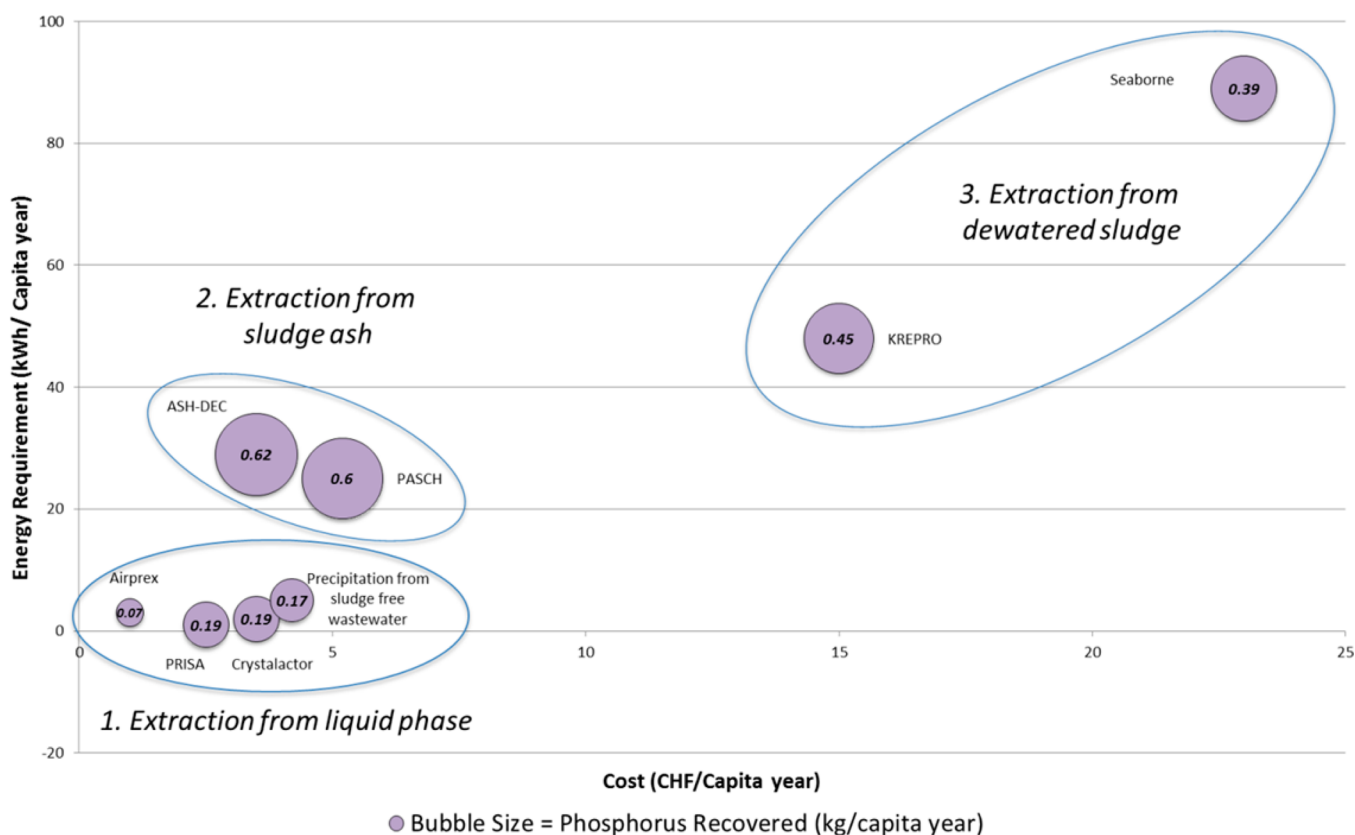 100
80
60
40
20
0
-20
Energy Requirement (kWh/ Capita year)
Seaborne
0.39
3. Extraction from
dewatered sludge
0.45
KREPRO
2. Extraction from
sludge ash
ASH-DEC
0.62
0.6
PASCH
Airprex
0.07
0.19
0.19
0.17
Precipitation from
sludge free
wastewater
PRISA
Crystalactor
0
5
10
15
20
25
1. Extraction from liquid phase
Cost (CHF/Capita year)
Bubble Size = Phosphorus Recovered (kg/capita year)